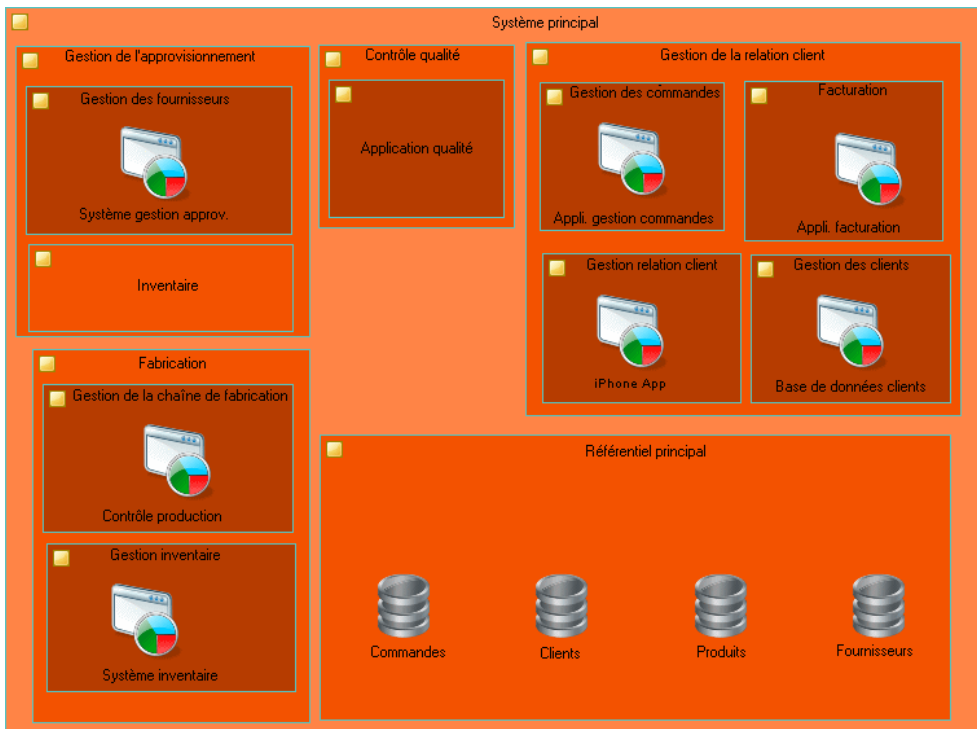 Système principal
Gestion de l'approvisionnement
Gestion des fournisseurs
Système gestion approv.
Inventaire
Contrôle qualité
Application qualité
Gestion de la relation client
Gestion des commandes
Appli. gestion commandes
Facturation
Appli. facturation
Gestion relation client
iPhone App
Gestion des clients
Base de données clients
Fabrication
Gestion de la chaîne de fabrication
Contrôle production
Gestion inventaire
Système inventaire
Référentiel principal
Commandes
Clients
Produits
Fournisseurs